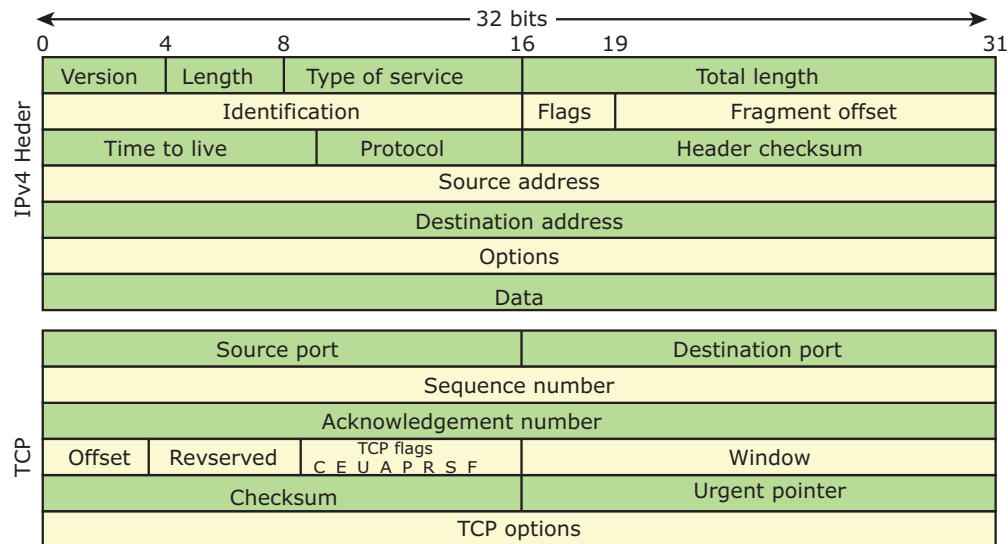 32 bits
0 4 8 16 19 31
IPv4 Heder
Version Length Type of service Total length
Identification Flags Fragment offset
Time to live Protocol Header checksum
Source address
Destination address
Options
Data
TCP
Source port Destination port
Sequence number
Acknowledgement number
Offset Revserved TCP flags Window
C E U A P R S F
Checksum Urgent pointer
TCP options